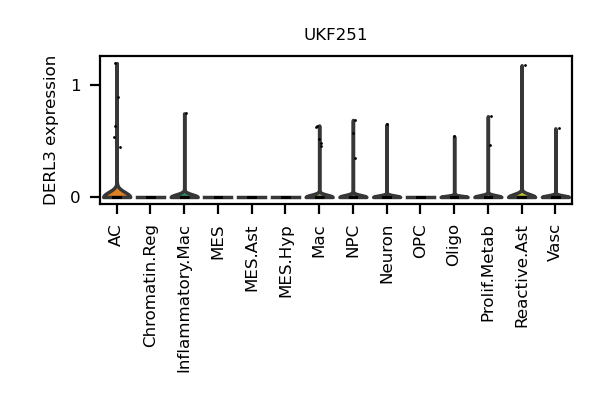 UKF251
DERL3 expression
1
0
AC
Chromatin.Reg
Inflammatory.Mac
MES
MES.Ast
MES.Hyp
Mac
NPC
Neuron
OPC
Oligo
Prolif.Metab
Reactive.Ast
Vasc